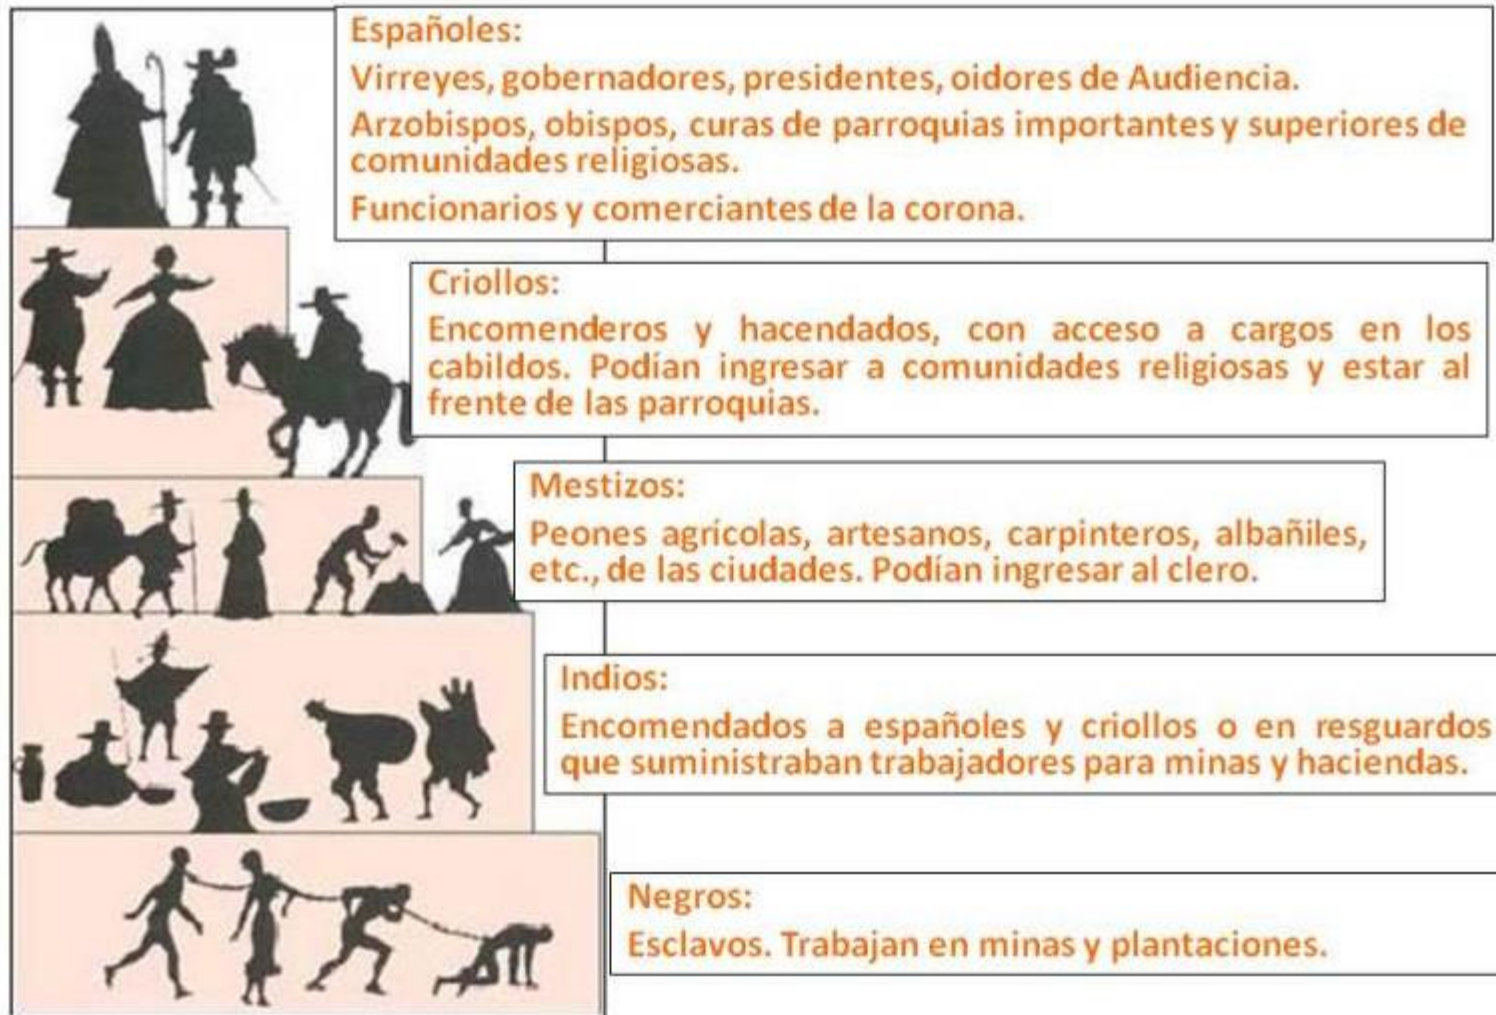 Españoles:
Virreyes, gobernadores, presidentes, oidores de Audiencia.
Arzobispos, obispos, curas de parroquias importantes y superiores de
comunidades religiosas.
Funcionarios y comerciantes de la corona.
Criollos:
Encomenderos y hacendados, con acceso a cargos en los
cabildos. Podían ingresar a comunidades religiosas y estar al
frente de las parroquias.
Mestizos:
Peones agrícolas, artesanos, carpinteros, albañiles,
etc., de las ciudades. Podían ingresar al clero.
Indios:
Encomendados a españoles y criollos o en resguardos
que suministraban trabajadores para minas y haciendas.
Negros:
Esclavos. Trabajan en minas y plantaciones.